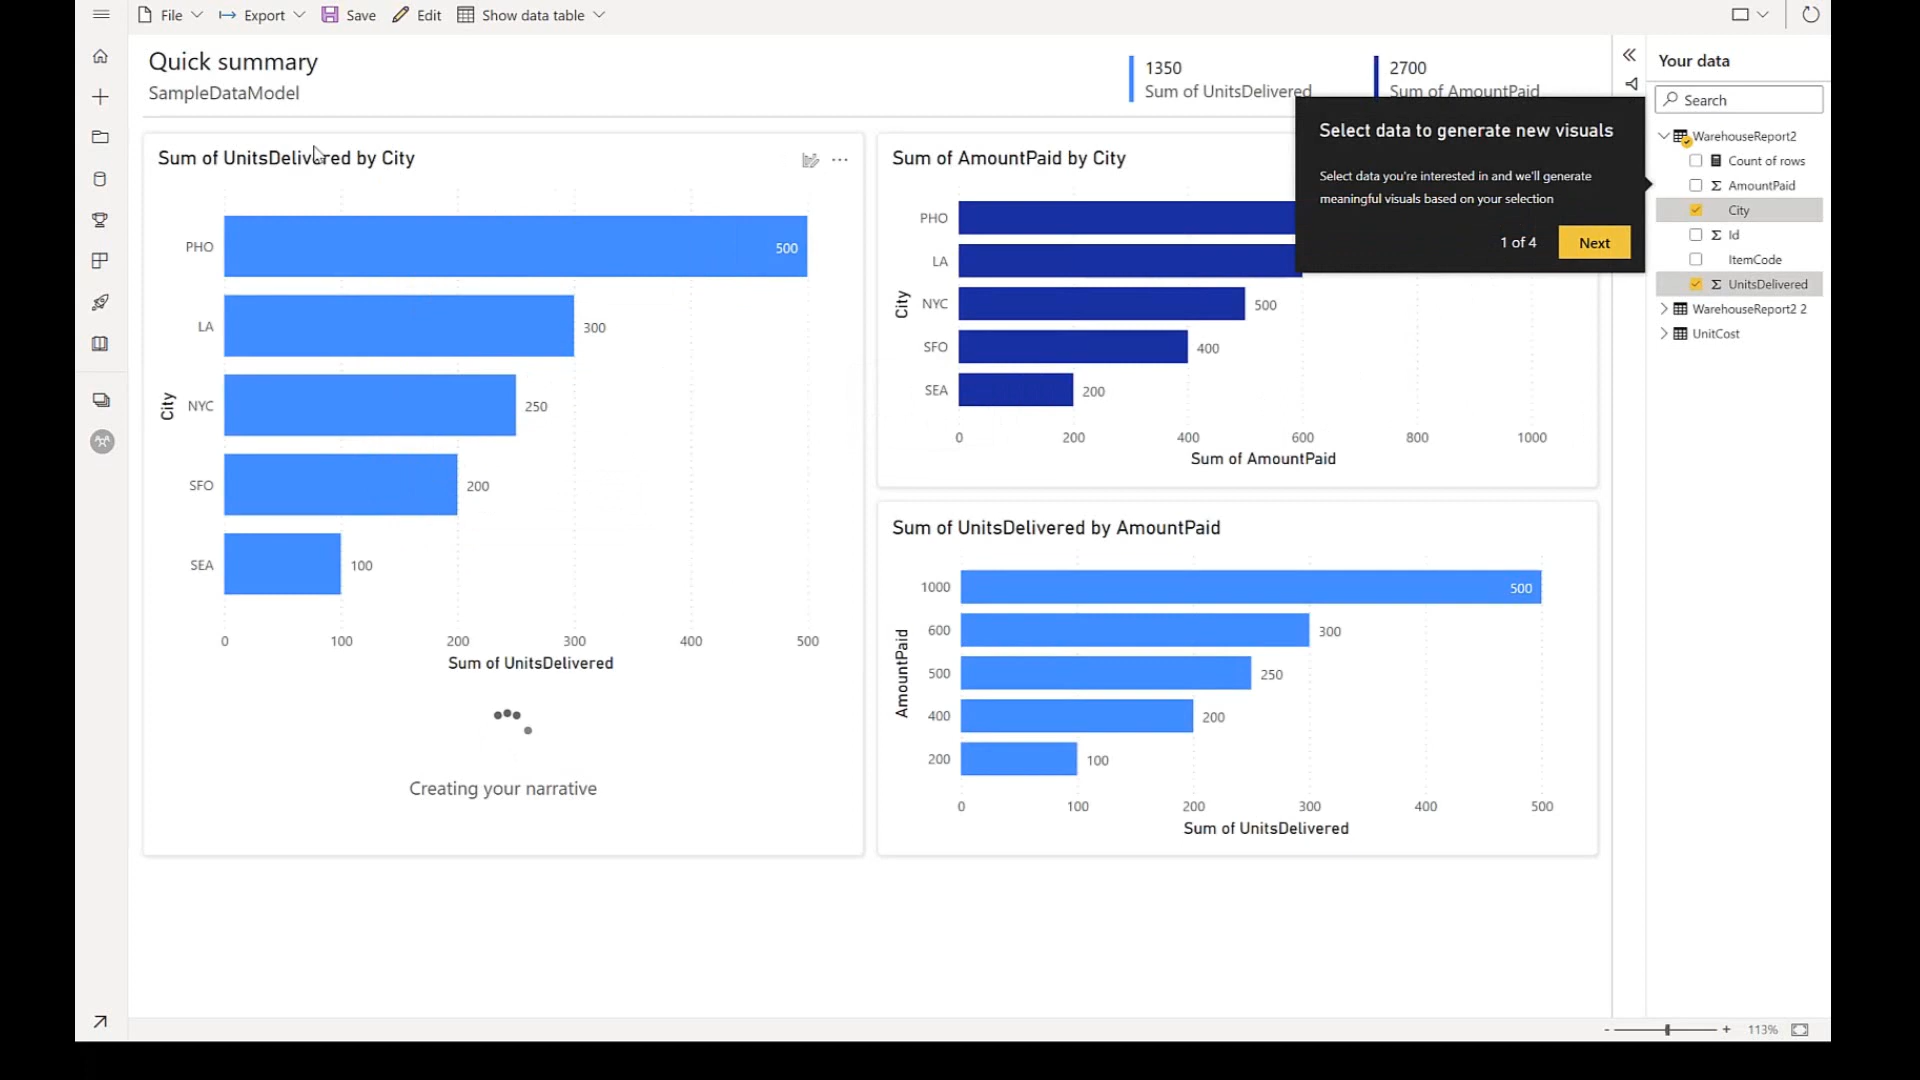 File
Export
Save
Edit
Show data table
Quick summary
SampleDataModel
1350
Sum of UnitsDelivered
2700
Sum of AmountPaid
Sum of UnitsDelivered by City
PHO
500
LA
300
NYC
250
SFO
200
SEA
100
City
0 100 200 300 400 500
Sum of UnitsDelivered
Creating your narrative
Sum of AmountPaid by City
PHO
LA
NYC
500
SFO
400
SEA
200
City
0 200 400 600 800 1000
Sum of AmountPaid
Sum of UnitsDelivered by AmountPaid
1000
500
600
300
500
250
400
200
200
100
AmountPaid
0 100 200 300 400 500
Sum of UnitsDelivered
Select data to generate new visuals
Select data you're interested in and we'll generate
meaningful visuals based on your selection
1 of 4
Next
Your data
Search
WarehouseReport2
Count of rows
Σ AmountPaid
City
Σ Id
ItemCode
Σ UnitsDelivered
WarehouseReport2 2
UnitCost
- + 113%